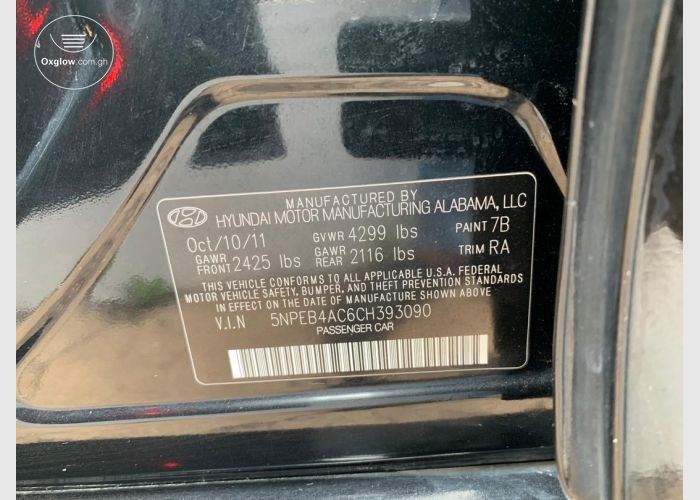 Oxglow.com.gh
MANUFACTURED BY
HYUNDAI MOTOR MANUFACTURING ALABAMA, LLC
Oct/10/11 GVWR 4299 lbs PAINT 7B
GAWR FRONT 2425 lbs GAWR REAR 2116 lbs TRIM RA
THIS VEHICLE CONFORMS TO ALL APPLICABLE U.S.A. FEDERAL
MOTOR VEHICLE SAFETY, BUMPER, AND THEFT PREVENTION
STANDARDS IN EFFECT ON THE DATE OF MANUFACTURE SHOWN ABOVE
V.I.N 5NPEB4AC6CH393090
PASSENGER CAR